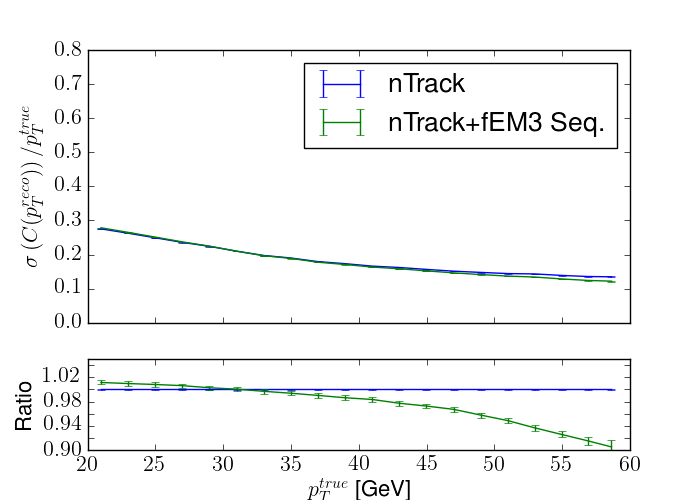 0.8
0.7
0.6
0.5
0.4
0.3
0.2
0.1
0.0
σ (C(p_T^{reco})) /p_T^{true}
nTrack
nTrack+fEM3 Seq.
1.02
0.98
0.94
0.90
Ratio
20 25 30 35 40 45 50 55 60
p_T^{true} [GeV]